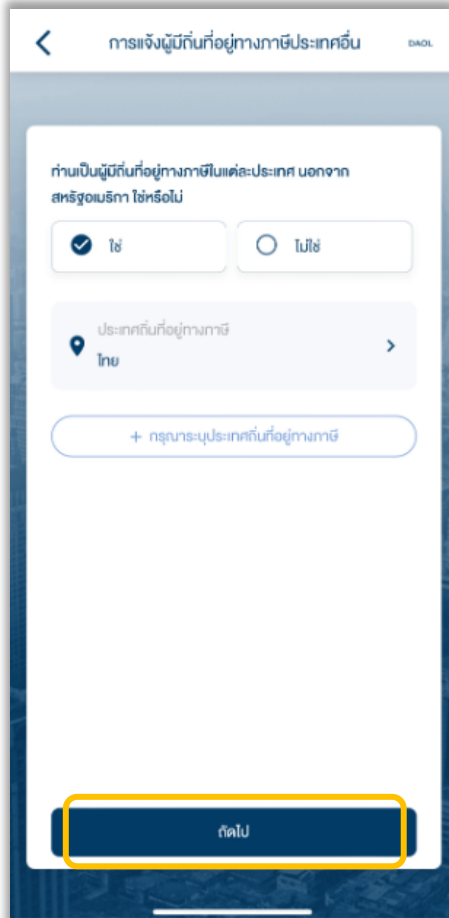 การแจ้งผู้มีถิ่นที่อยู่ทางภาษีประเทศอื่น
DAOL
ท่านเป็นผู้มีถิ่นที่อยู่ทางภาษีในแต่ละประเทศ นอกจาก
สหรัฐอเมริกา ใช่หรือไม่
ใช่
ไม่ใช่
ประเทศถิ่นที่อยู่ทางภาษี
ไทย
+ กรุณาระบุประเทศถิ่นที่อยู่ทางภาษี
ถัดไป